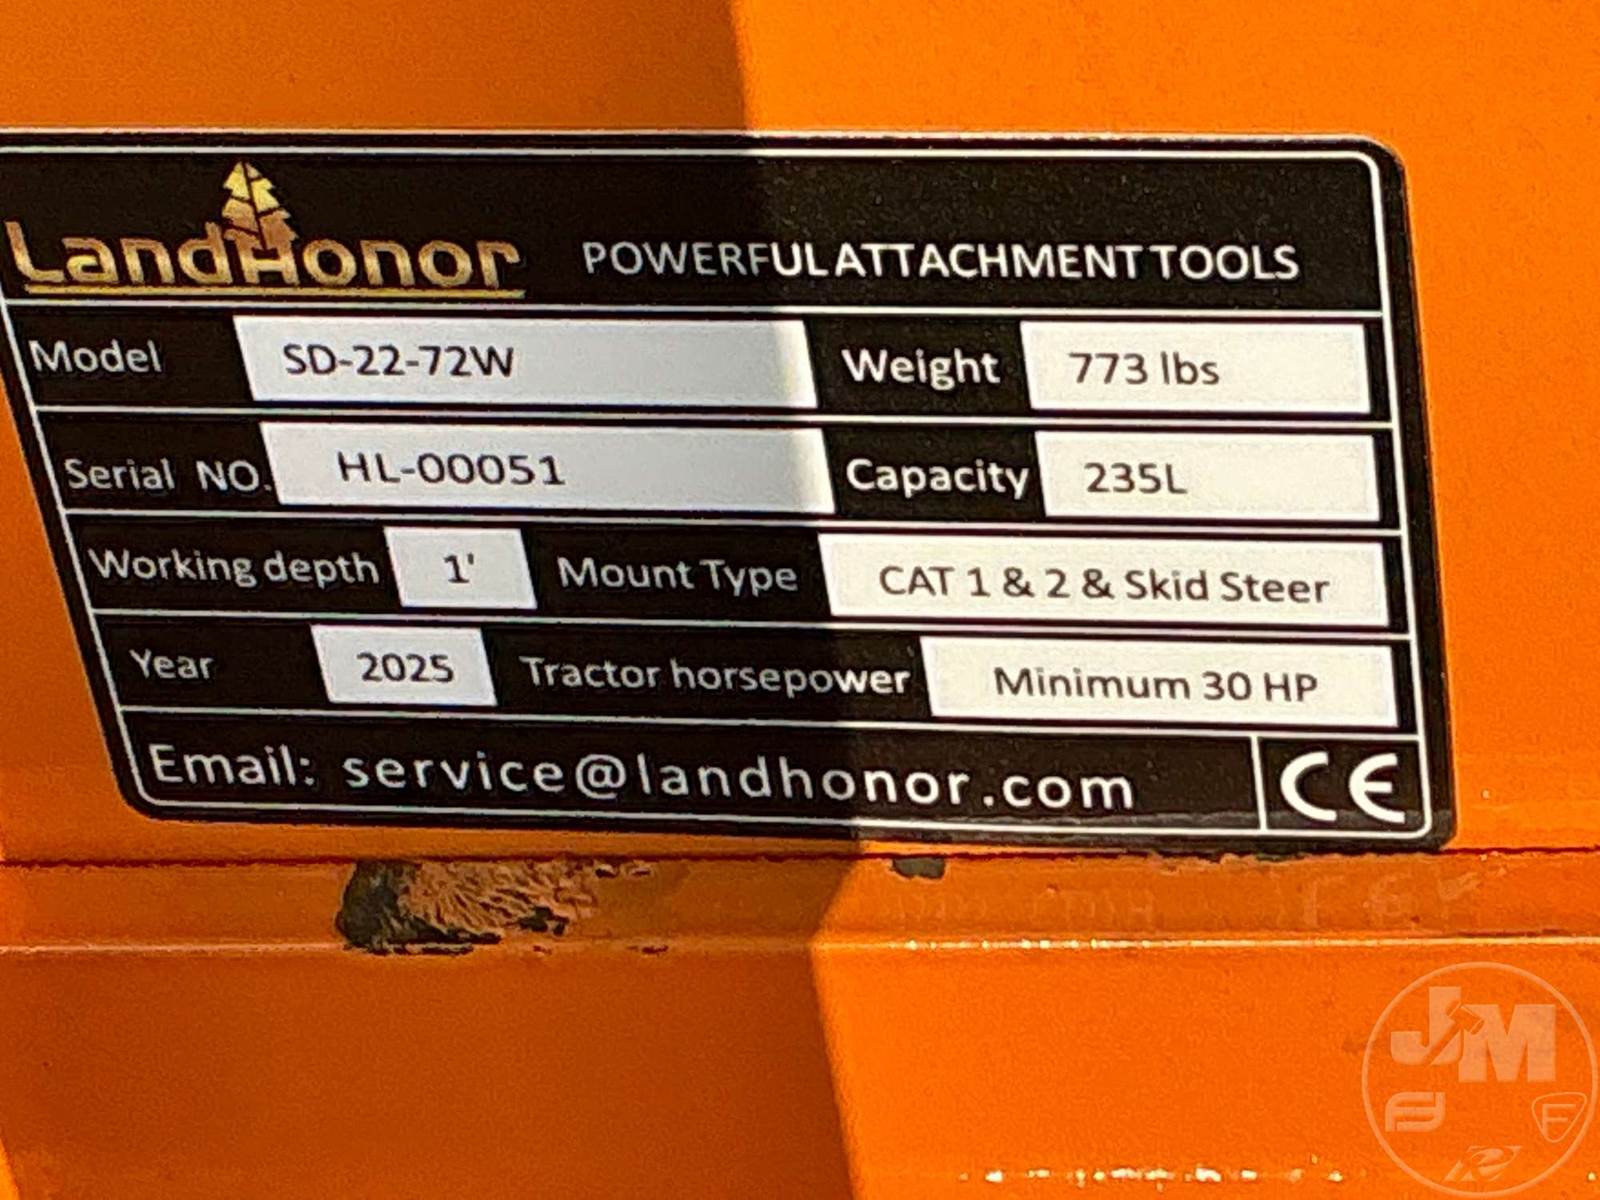 LandHonor POWERFUL ATTACHMENT TOOLS
Model SD-22-72W Weight 773 lbs
Serial NO. HL-00051 Capacity 235L
Working depth 1' Mount Type CAT 1 & 2 & Skid Steer
Year 2025 Tractor horsepower Minimum 30 HP
Email: service@landhonor.com CE
JM